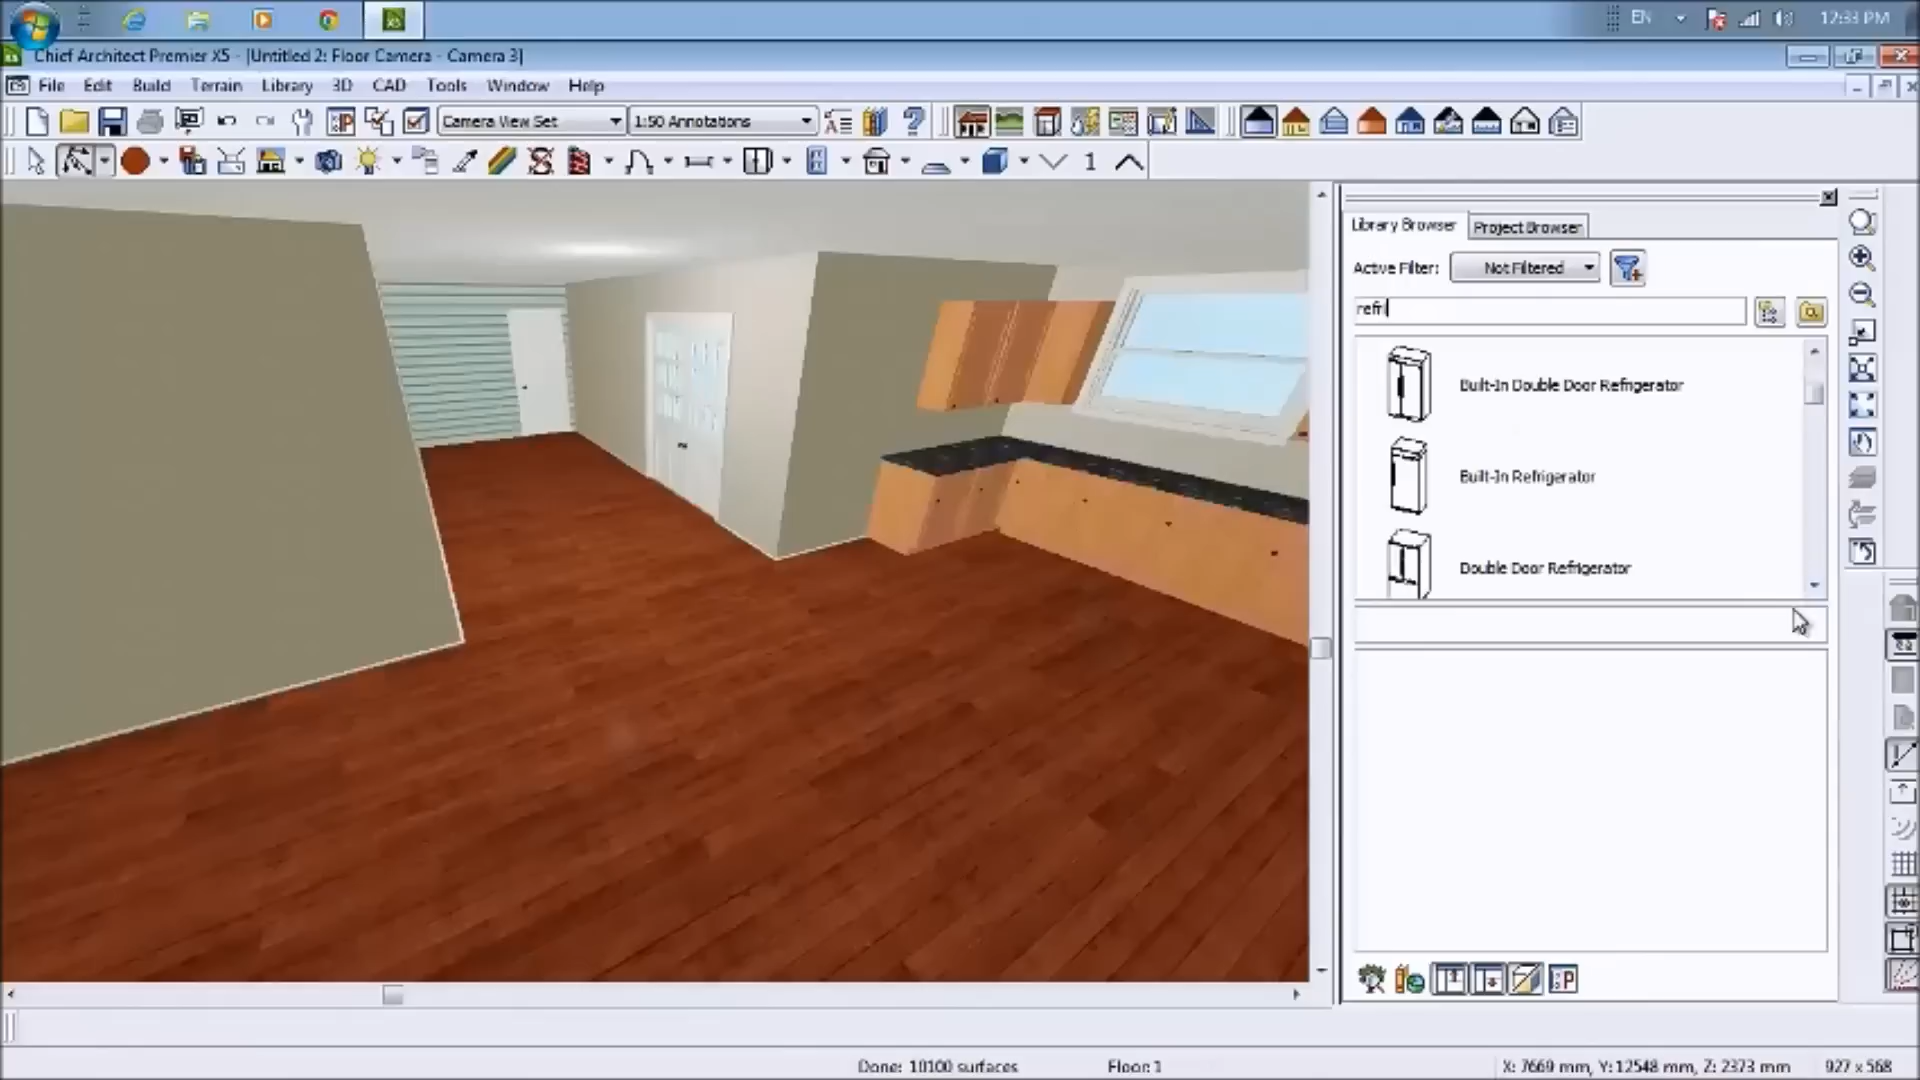 EN
12:33 PM
Chief Architect Premier X5 - [Untitled 2: Floor Camera - Camera 3]
File Edit Build Terrain Library 3D CAD Tools Window Help
Camera View Set
1:50 Annotations
1
Library Browser
Project Browser
Active Filter:
Not Filtered
refri
Built-In Double Door Refrigerator
Built-In Refrigerator
Double Door Refrigerator
Done: 10100 surfaces
Floor: 1
X: 7669 mm, Y: 12548 mm, Z: 2373 mm
927 x 568